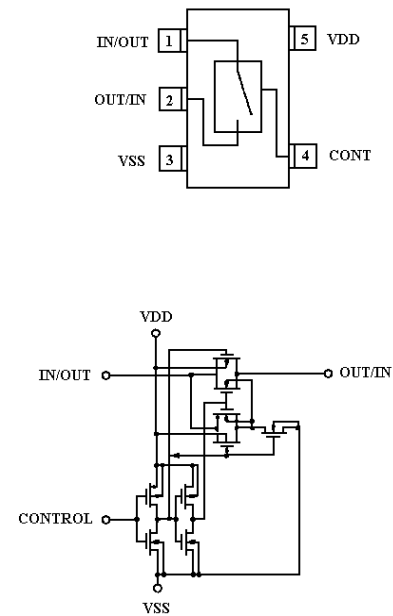 IN/OUT 1 5 VDD
OUT/IN 2
VSS 3 4 CONT
VDD
IN/OUT OUT/IN
CONTROL
VSS